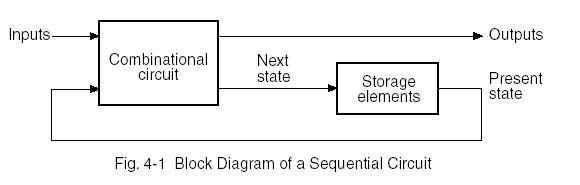 Inputs
Combinational
circuit
Outputs
Next
state
Storage
elements
Present
state
Fig. 4-1 Block Diagram of a Sequential Circuit